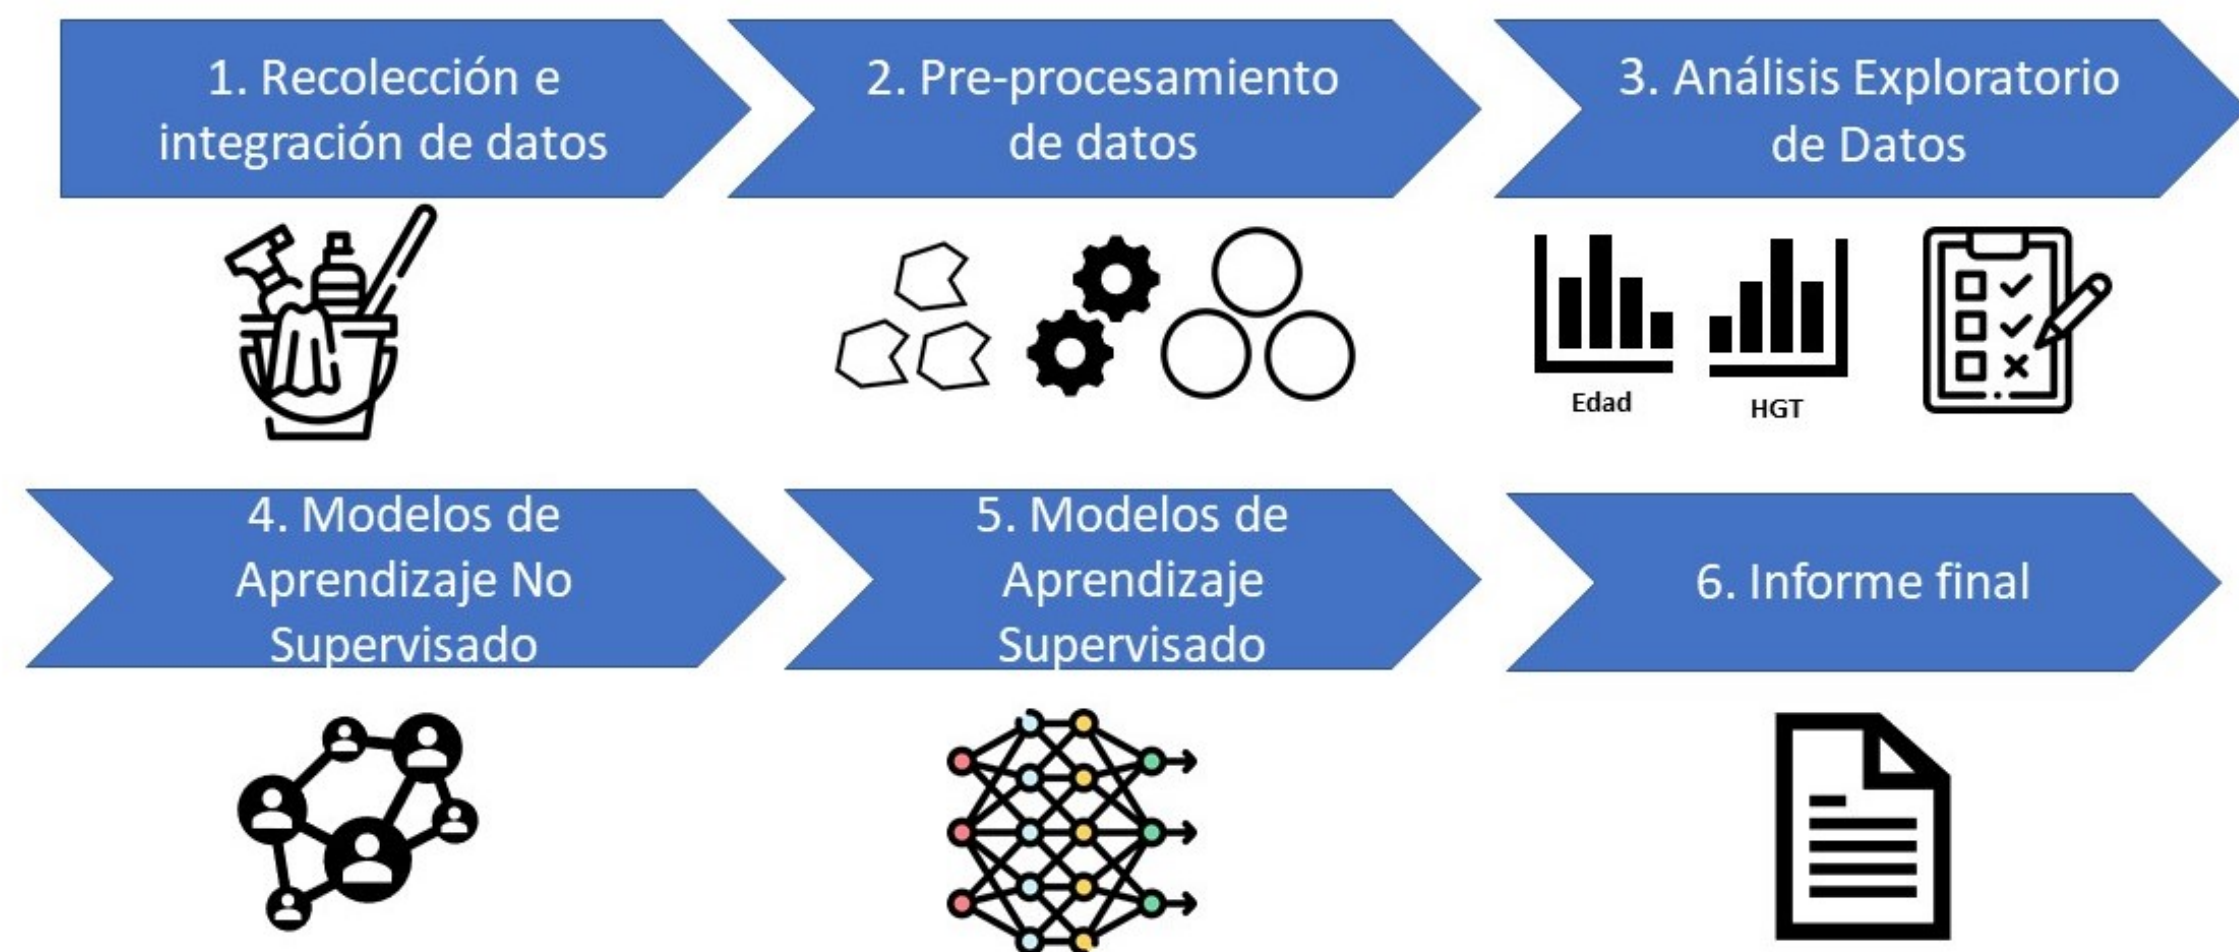 1. Recolección e
integración de datos
2. Pre-procesamiento
de datos
3. Análisis Exploratorio
de Datos
Edad
HGT
4. Modelos de
Aprendizaje No
Supervisado
5. Modelos de
Aprendizaje
Supervisado
6. Informe final